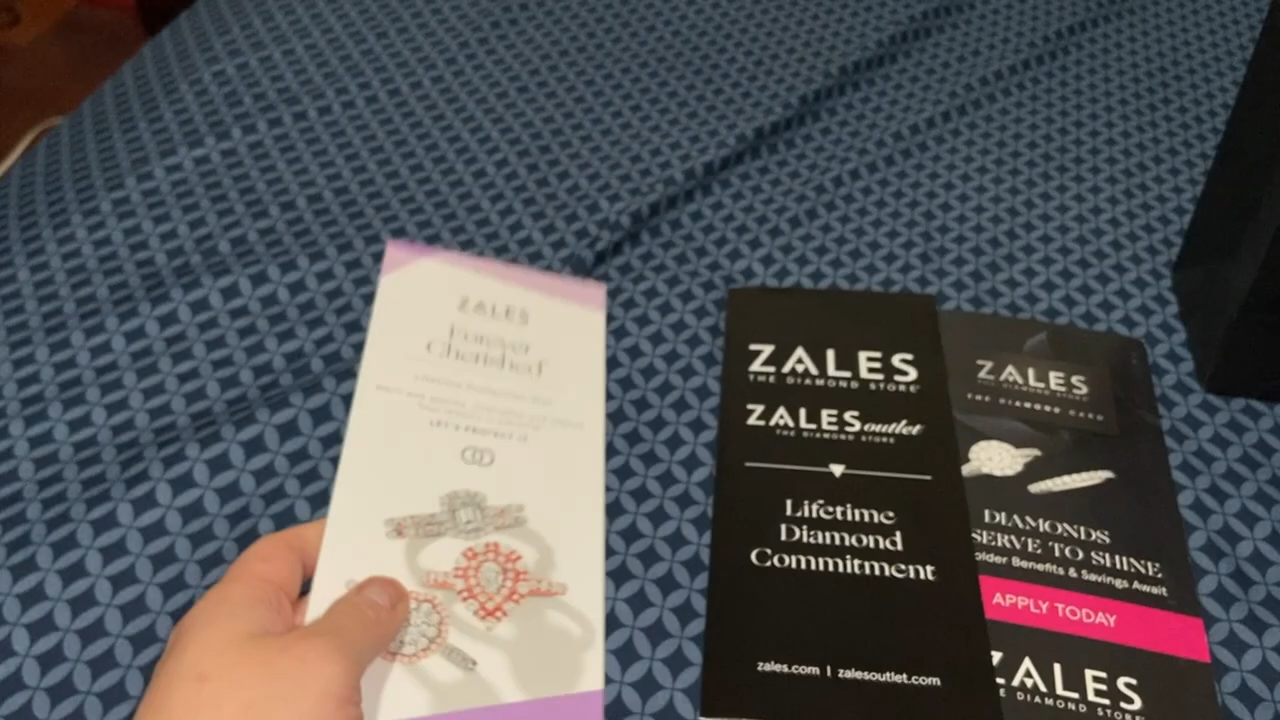 ZALES
Forever
Cherished
LET'S PROTECT IT
ZALES
THE DIAMOND STORE
ZALES outlet
THE DIAMOND STORE
Lifetime
Diamond
Commitment
zales.com | zalesoutlet.com
ZALES
THE DIAMOND STORE
THE DIAMOND CARD
DIAMONDS
SERVE TO SHINE
older Benefits & Savings Await
APPLY TODAY
ZALES
E DIAMOND STORE